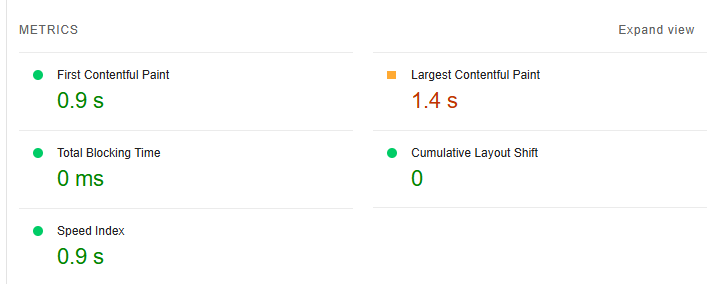 METRICS
Expand view
First Contentful Paint
0.9 s
Largest Contentful Paint
1.4 s
Total Blocking Time
0 ms
Cumulative Layout Shift
0
Speed Index
0.9 s